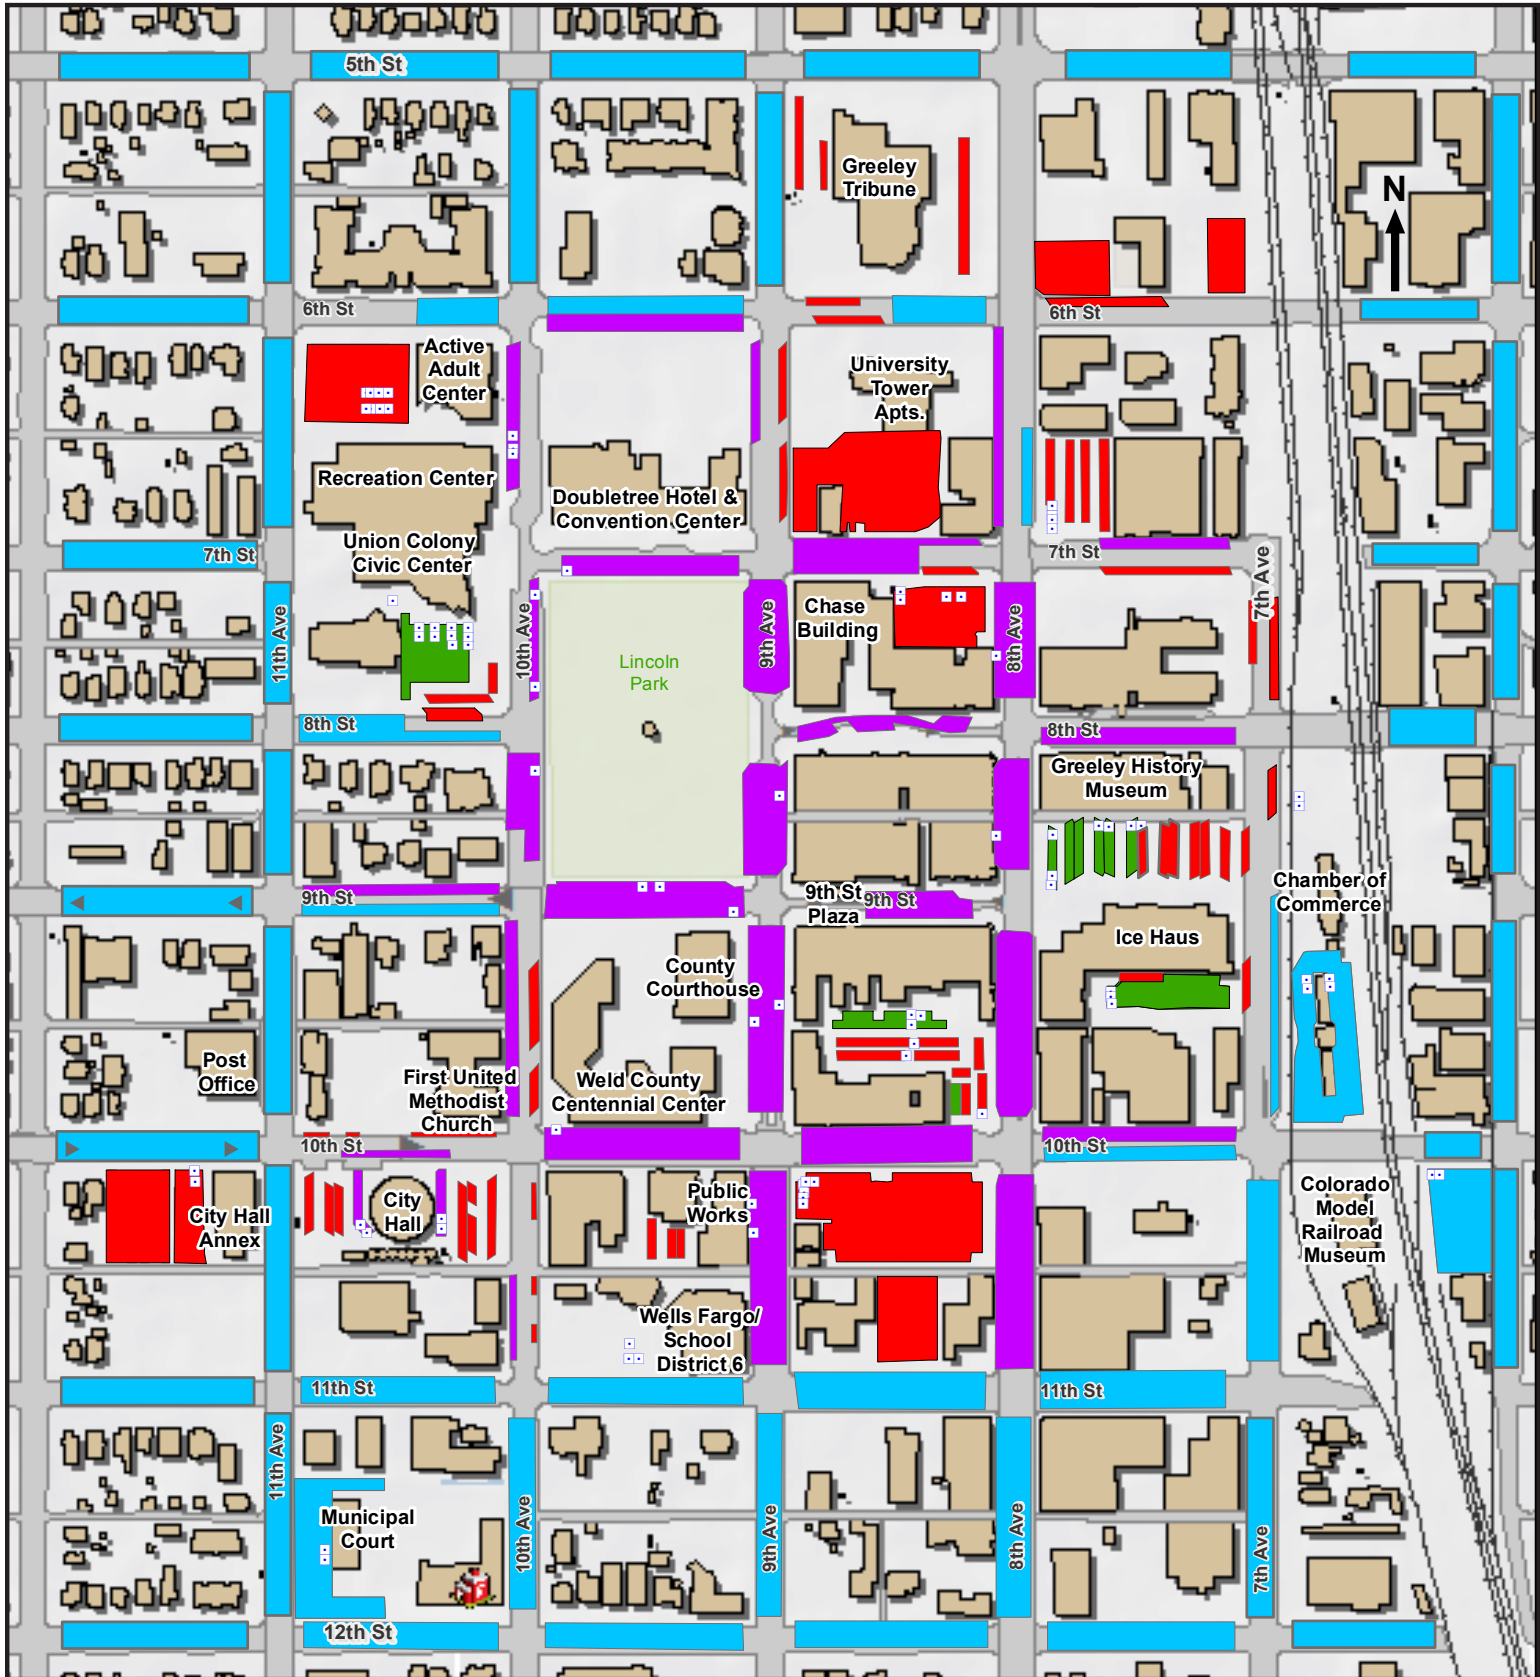 5th St
Greeley
Tribune
N
6th St
6th St
Active
Adult
Center
University
Tower
Apts.
Recreation Center
Doubletree Hotel &
Convention Center
Union Colony
Civic Center
7th St
7th St
7th Ave
11th Ave
10th Ave
9th Ave
8th Ave
Chase
Building
Lincoln
Park
8th St
8th St
Greeley History
Museum
9th St
9th St
Plaza
9th St
Chamber of
Commerce
Ice Haus
County
Courthouse
Post
Office
First United
Methodist
Church
Weld County
Centennial Center
10th St
10th St
City Hall
Annex
City
Hall
Public
Works
Colorado
Model
Railroad
Museum
Wells Fargo/
School
District 6
11th St
11th St
11th Ave
10th Ave
9th Ave
8th Ave
7th Ave
Municipal
Court
12th St